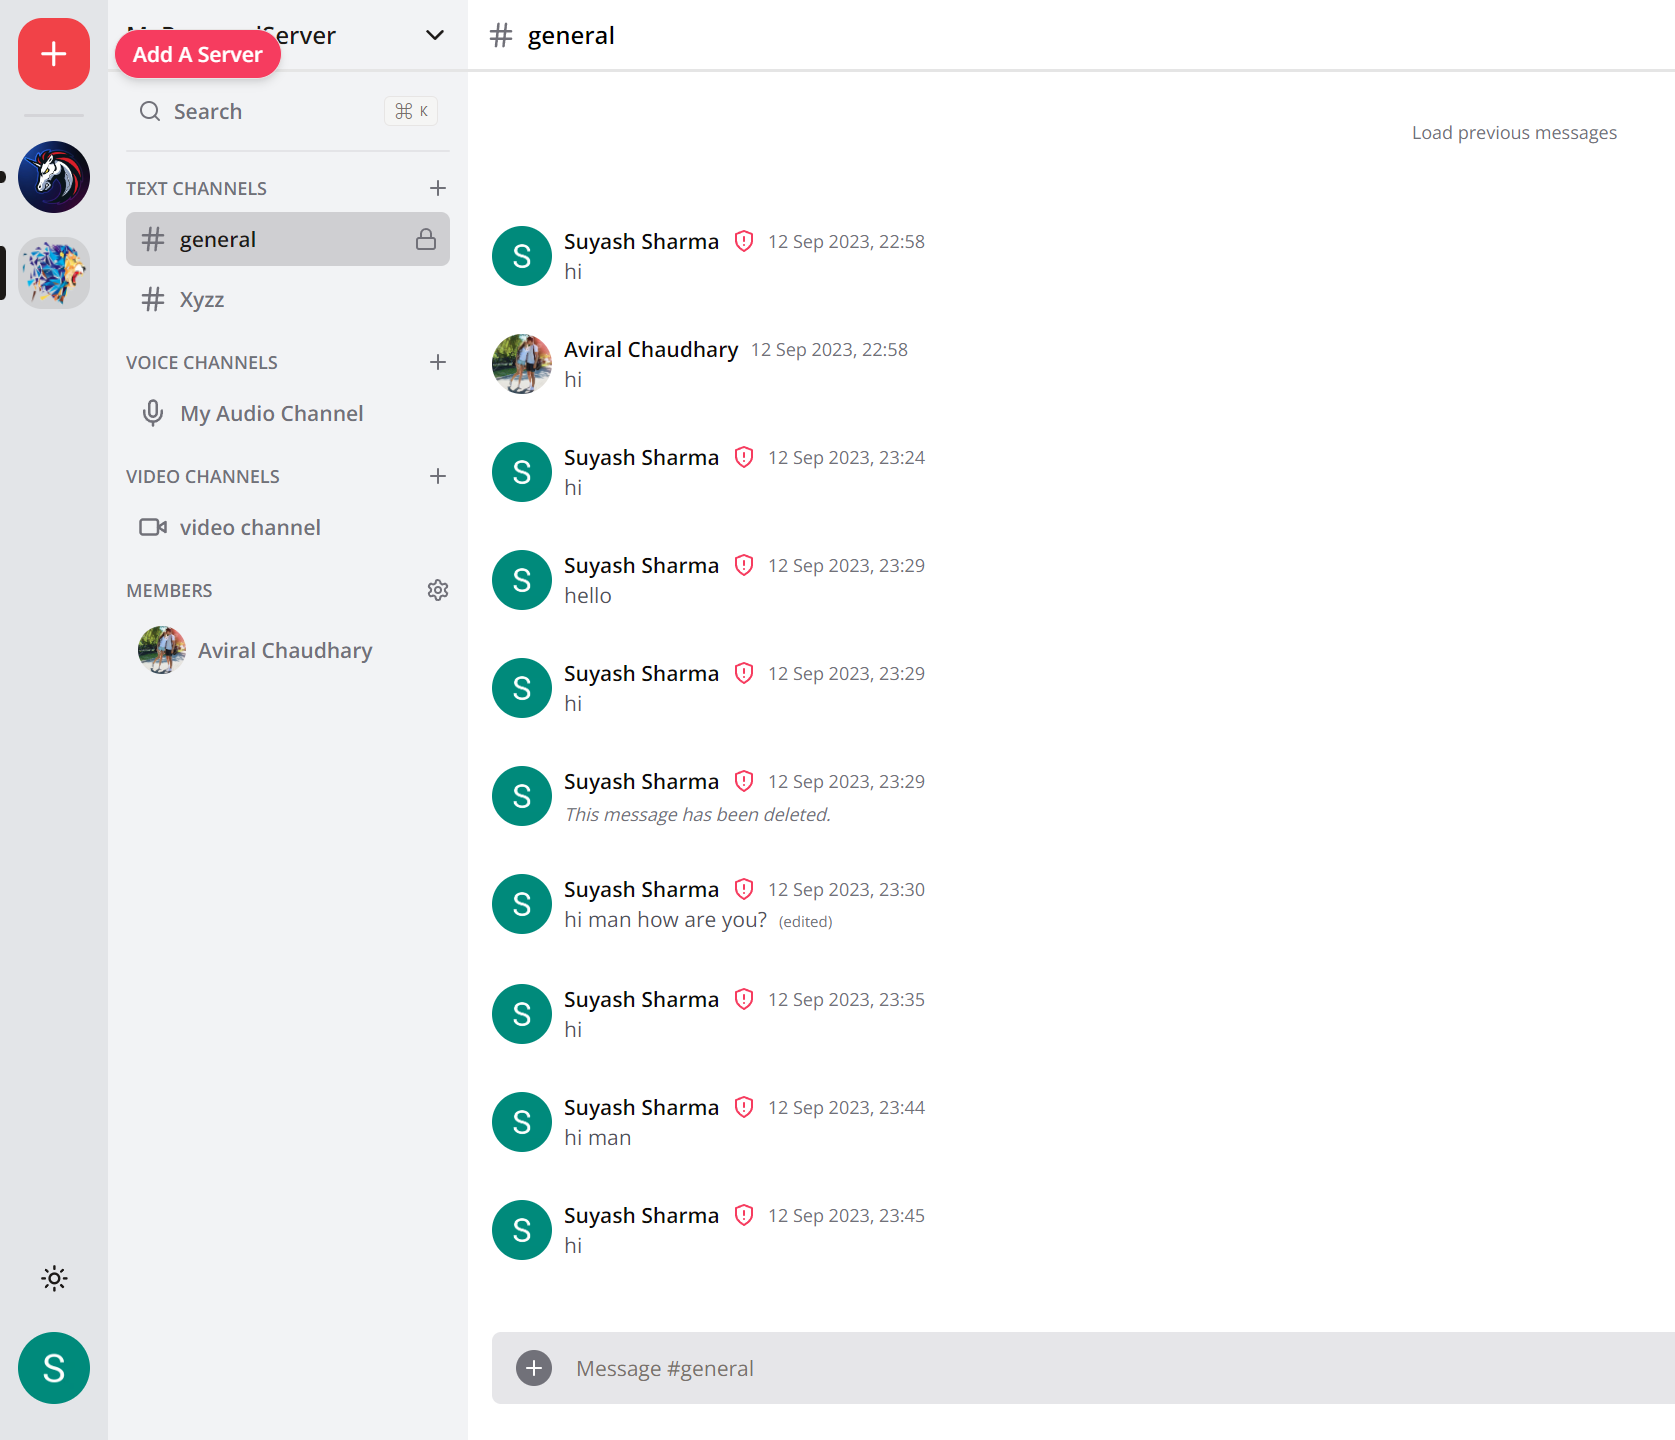 Server
Add A Server
Search
⌘ K
TEXT CHANNELS
general
Xyzz
VOICE CHANNELS
My Audio Channel
VIDEO CHANNELS
video channel
MEMBERS
Aviral Chaudhary
S
# general
Load previous messages
S
Suyash Sharma 12 Sep 2023, 22:58
hi
Aviral Chaudhary 12 Sep 2023, 22:58
hi
S
Suyash Sharma 12 Sep 2023, 23:24
hi
S
Suyash Sharma 12 Sep 2023, 23:29
hello
S
Suyash Sharma 12 Sep 2023, 23:29
hi
S
Suyash Sharma 12 Sep 2023, 23:29
This message has been deleted.
S
Suyash Sharma 12 Sep 2023, 23:30
hi man how are you? (edited)
S
Suyash Sharma 12 Sep 2023, 23:35
hi
S
Suyash Sharma 12 Sep 2023, 23:44
hi man
S
Suyash Sharma 12 Sep 2023, 23:45
hi
Message #general